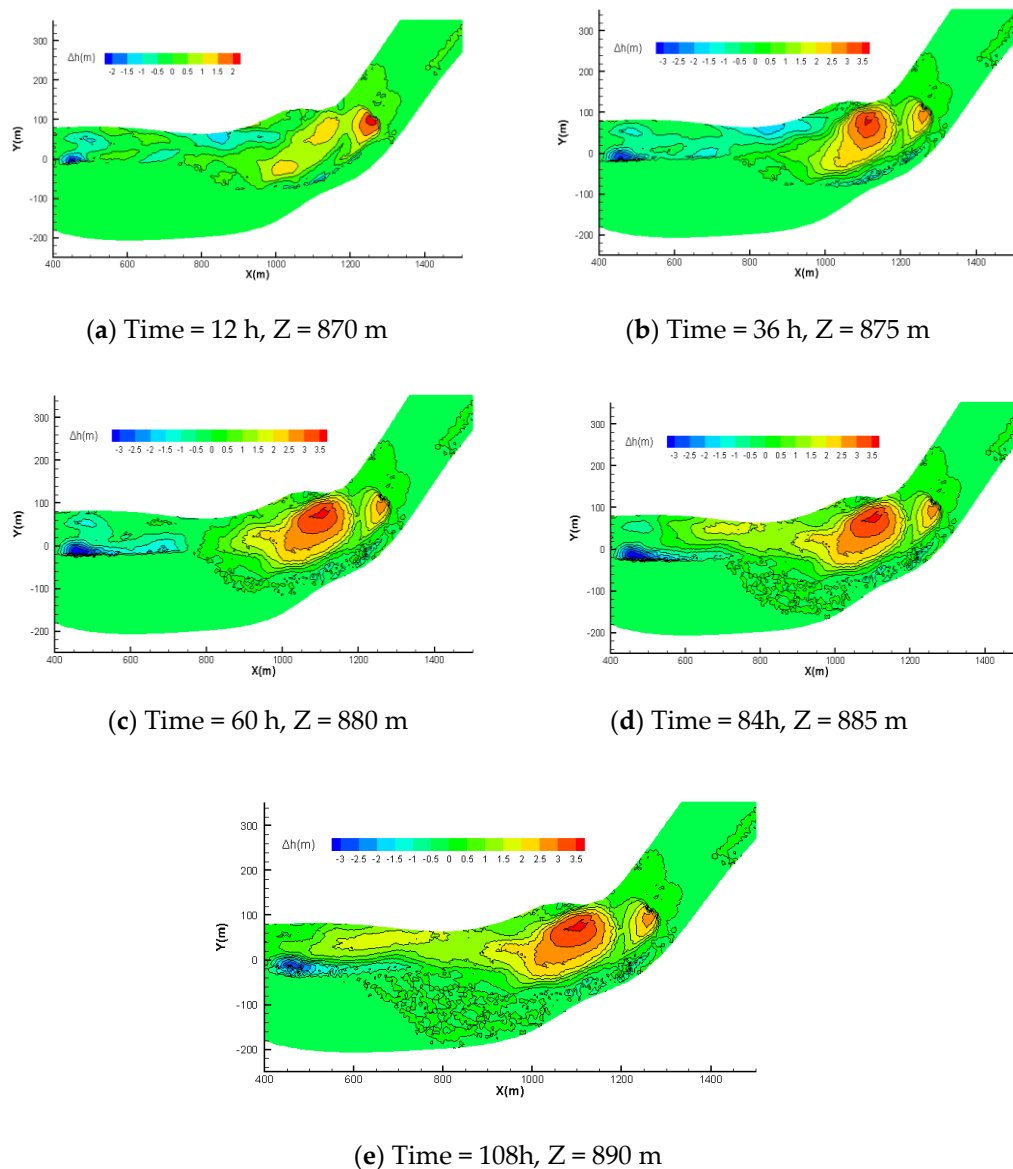 Δh(m)
-2 -1.5 -1 -0.5 0 0.5 1 1.5 2
Y(m)
300
200
100
0
-100
-200
400 600 800 1000 1200 1400
X(m)
(a) Time = 12 h, Z = 870 m
Δh(m)
-3 -2.5 -2 -1.5 -1 -0.5 0 0.5 1 1.5 2 2.5 3 3.5
Y(m)
300
200
100
0
-100
-200
400 600 800 1000 1200 1400
X(m)
(b) Time = 36 h, Z = 875 m
Δh(m)
-3 -2.5 -2 -1.5 -1 -0.5 0 0.5 1 1.5 2 2.5 3 3.5
Y(m)
300
200
100
0
-100
-200
400 600 800 1000 1200 1400
X(m)
(c) Time = 60 h, Z = 880 m
Δh(m)
-3 -2.5 -2 -1.5 -1 -0.5 0 0.5 1 1.5 2 2.5 3 3.5
Y(m)
300
200
100
0
-100
-200
400 600 800 1000 1200 1400
X(m)
(d) Time = 84h, Z = 885 m
Δh(m)
-3 -2.5 -2 -1.5 -1 -0.5 0 0.5 1 1.5 2 2.5 3 3.5
Y(m)
300
200
100
0
-100
-200
400 600 800 1000 1200 1400
X(m)
(e) Time = 108h, Z = 890 m